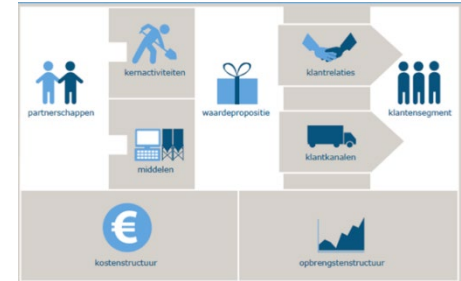 partnerschappen
kernactiviteiten
middelen
waardepropositie
klantrelaties
klantkanalen
klantensegment
kostenstructuur
opbrengstenstructuur